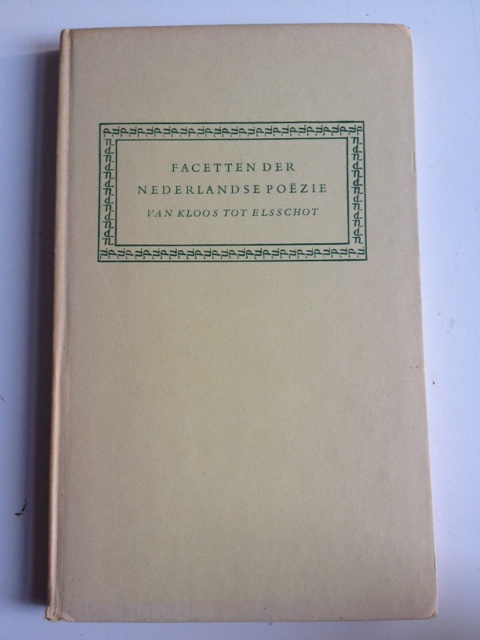 FACETTEN DER
NEDERLANDSE POËZIE
VAN KLOOS TOT ELSSCHOT